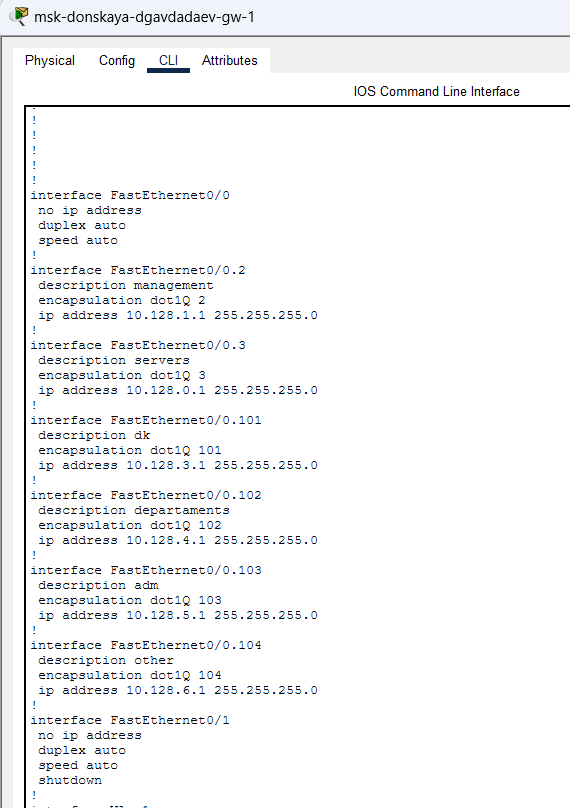 msk-donskaya-dgavdadaev-gw-1
Physical Config CLI Attributes
IOS Command Line Interface
!
!
!
!
!
interface FastEthernet0/0
no ip address
duplex auto
speed auto
!
interface FastEthernet0/0.2
description management
encapsulation dot1Q 2
ip address 10.128.1.1 255.255.255.0
!
interface FastEthernet0/0.3
description servers
encapsulation dot1Q 3
ip address 10.128.0.1 255.255.255.0
!
interface FastEthernet0/0.101
description dk
encapsulation dot1Q 101
ip address 10.128.3.1 255.255.255.0
!
interface FastEthernet0/0.102
description departaments
encapsulation dot1Q 102
ip address 10.128.4.1 255.255.255.0
!
interface FastEthernet0/0.103
description adm
encapsulation dot1Q 103
ip address 10.128.5.1 255.255.255.0
!
interface FastEthernet0/0.104
description other
encapsulation dot1Q 104
ip address 10.128.6.1 255.255.255.0
!
interface FastEthernet0/1
no ip address
duplex auto
speed auto
shutdown
!